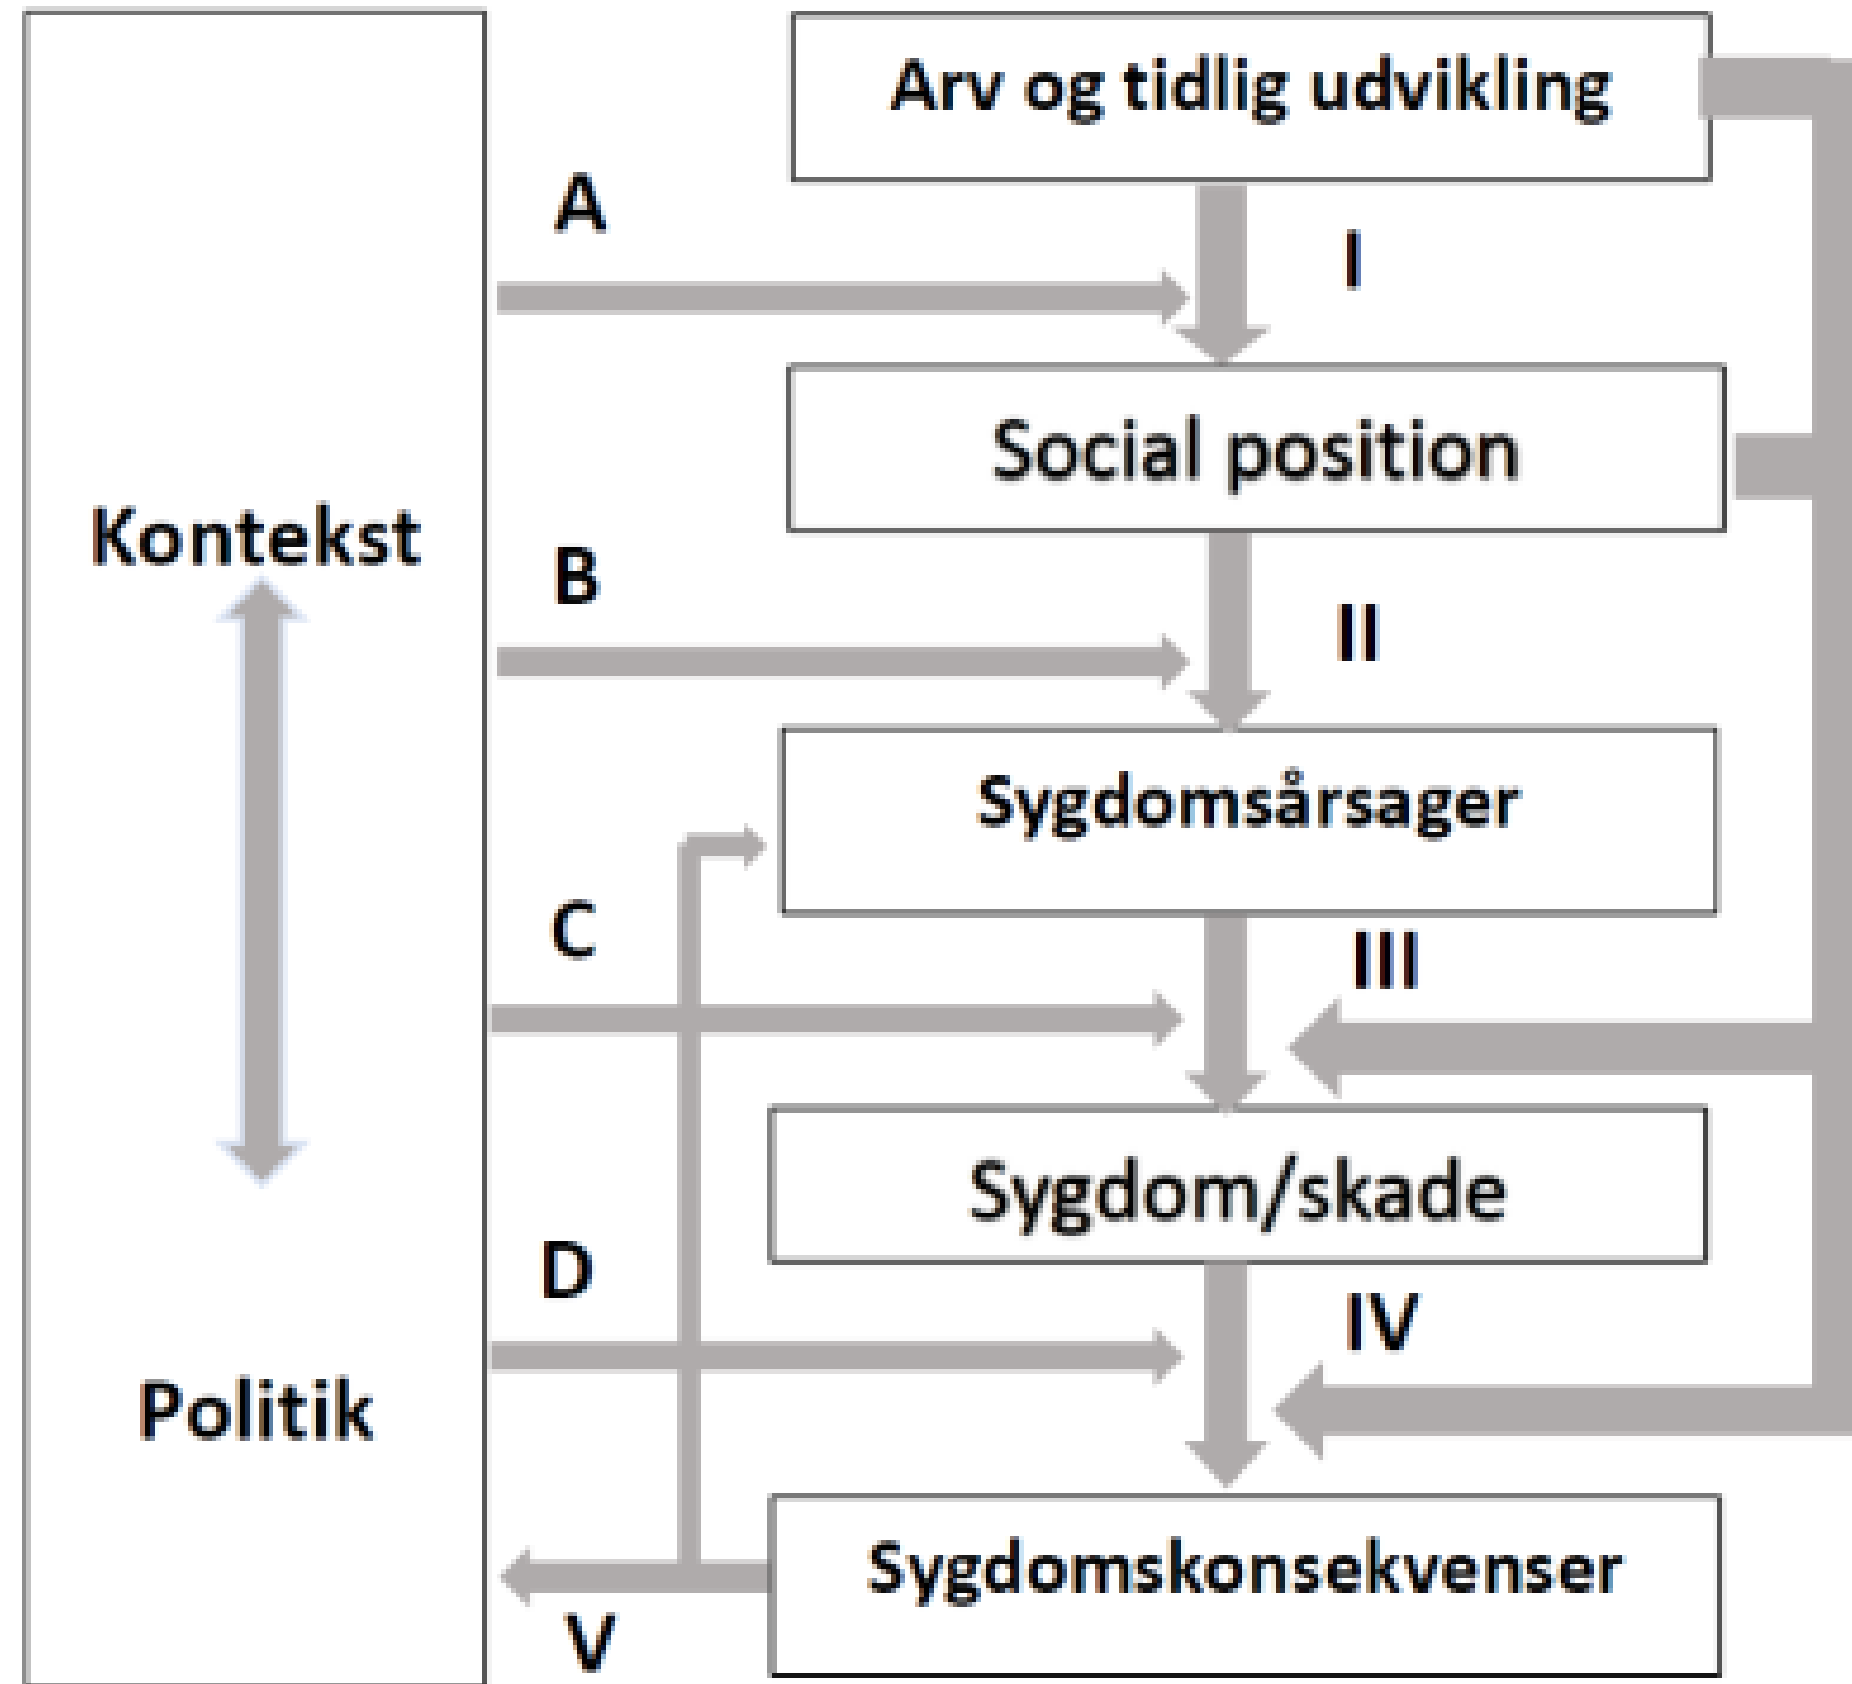 Arv og tidlig udvikling
A
I
Social position
Kontekst
B
II
Sygdomsårsager
C
III
Sygdom/skade
D
IV
Politik
Sygdomskonsekvenser
V